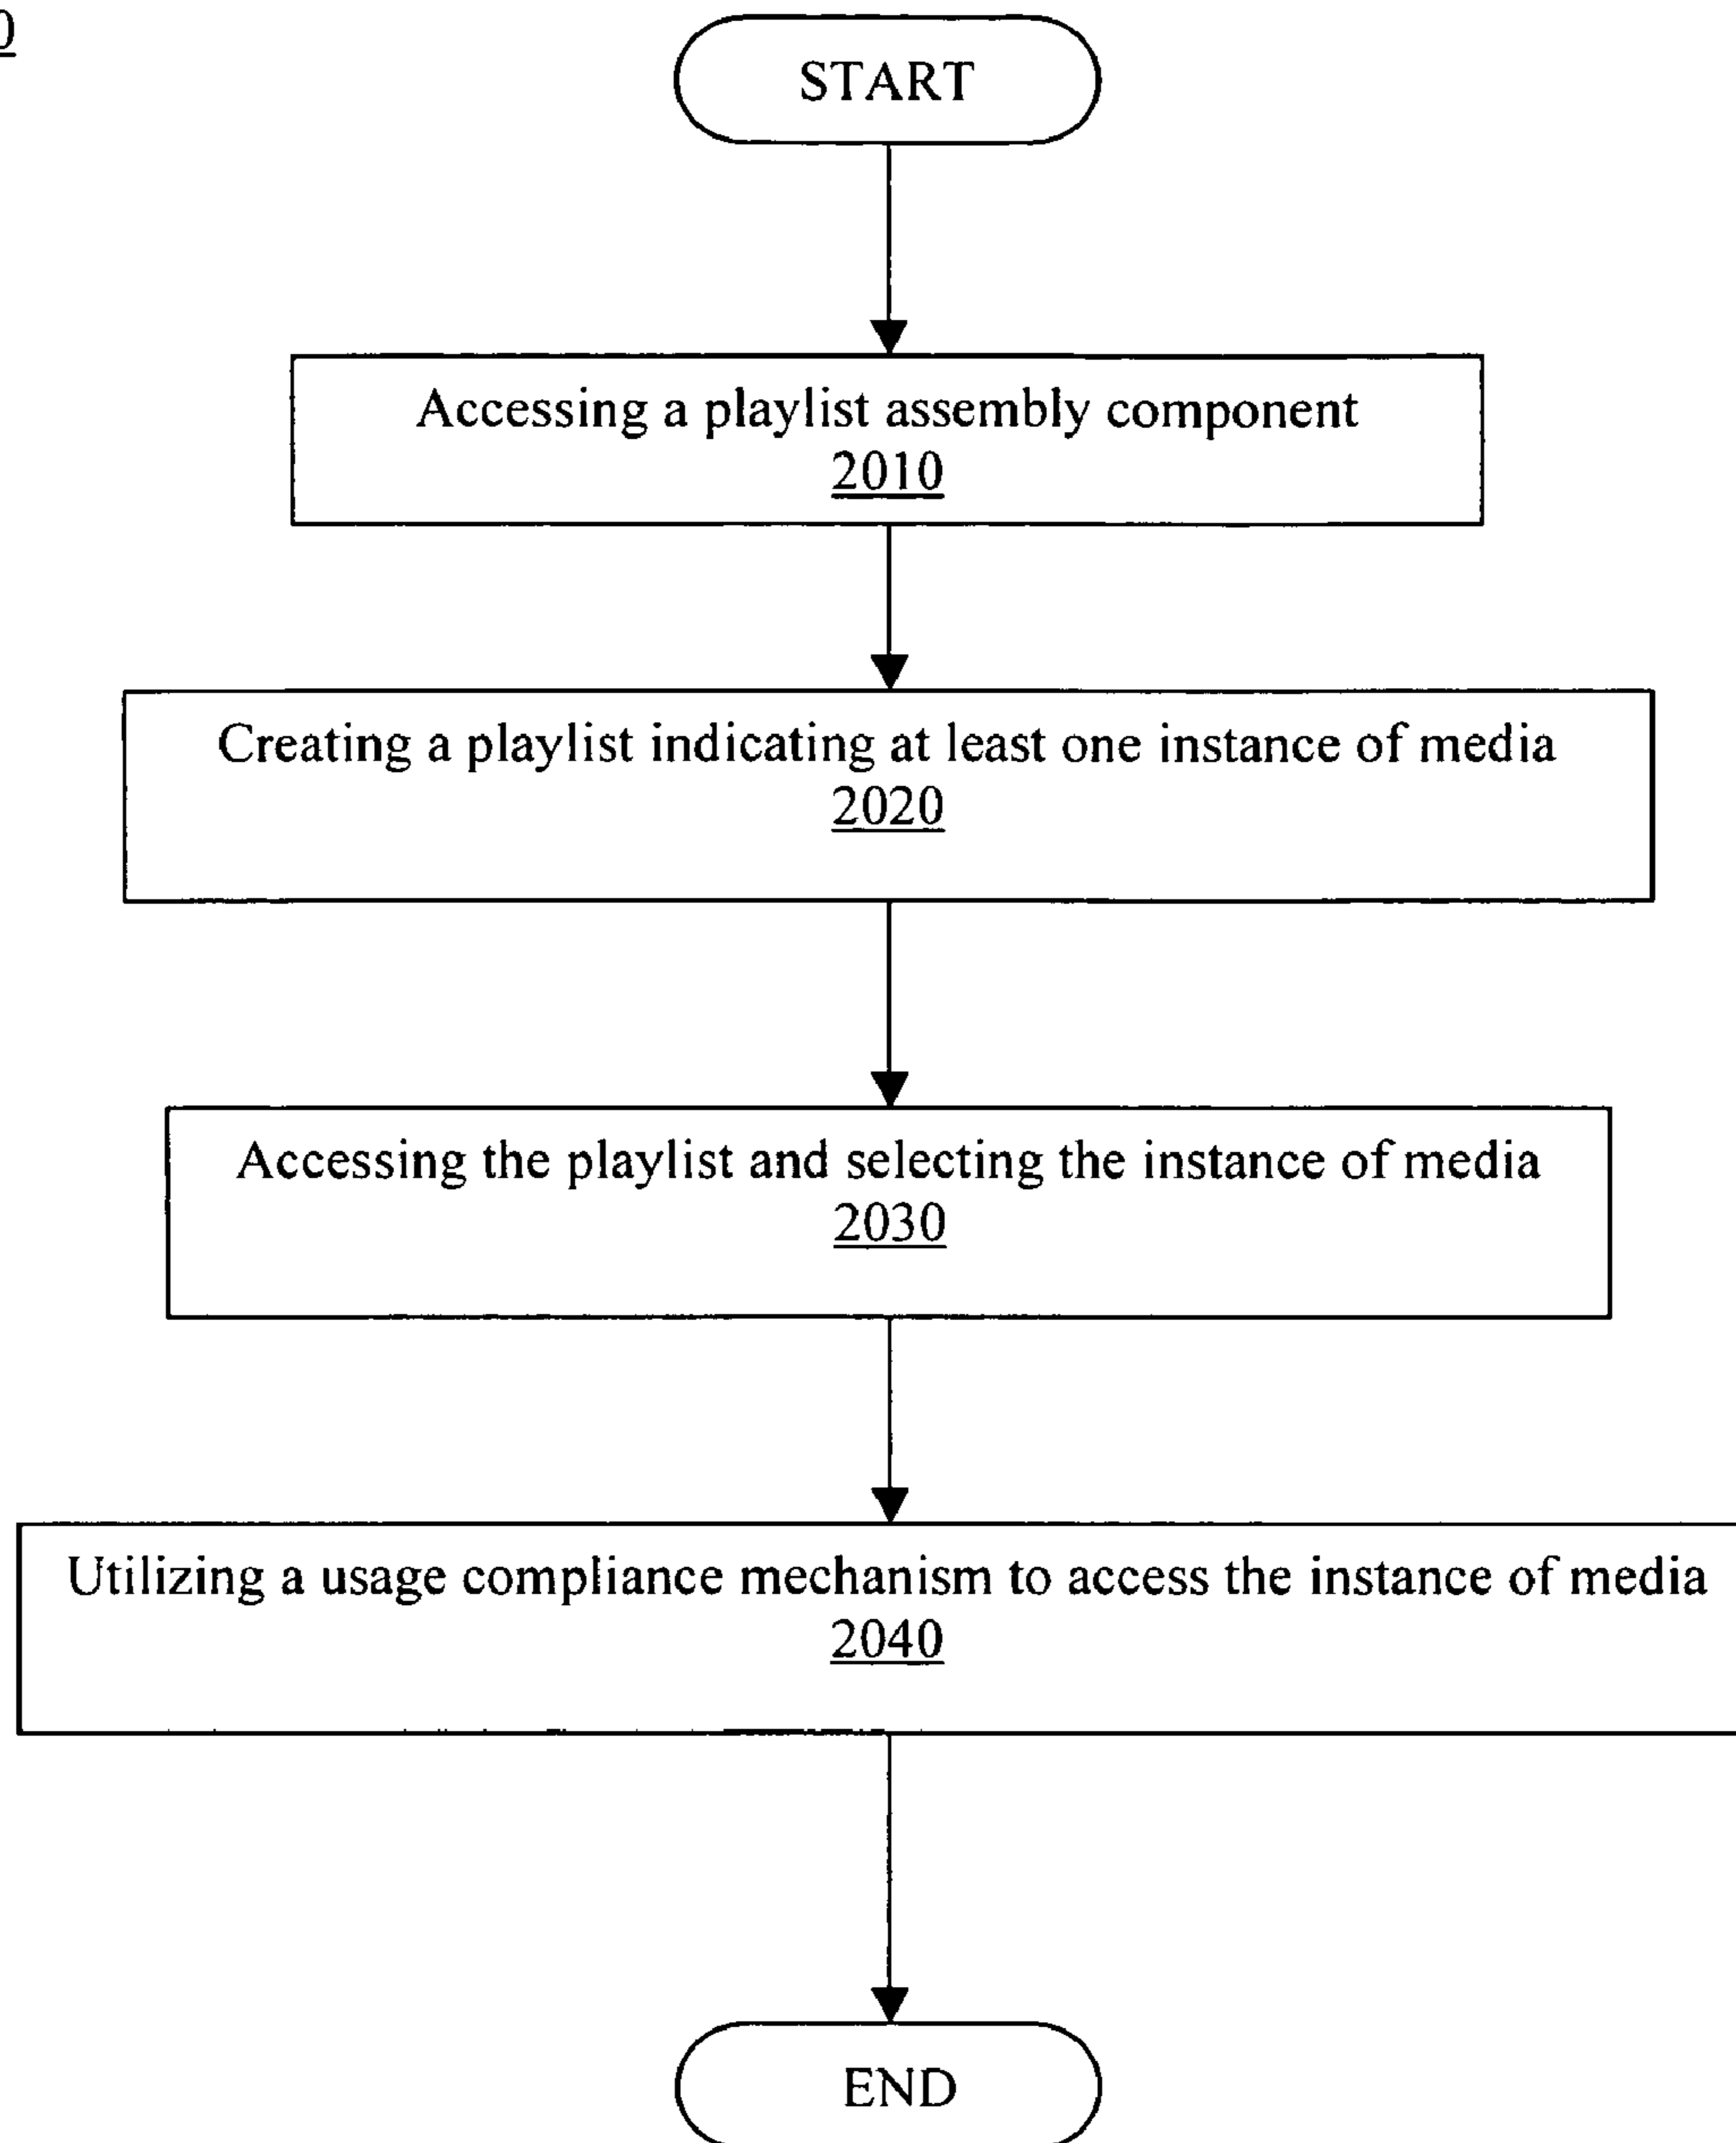 0
START
Accessing a playlist assembly component
2010
Creating a playlist indicating at least one instance of media
2020
Accessing the playlist and selecting the instance of media
2030
Utilizing a usage compliance mechanism to access the instance of media
2040
END